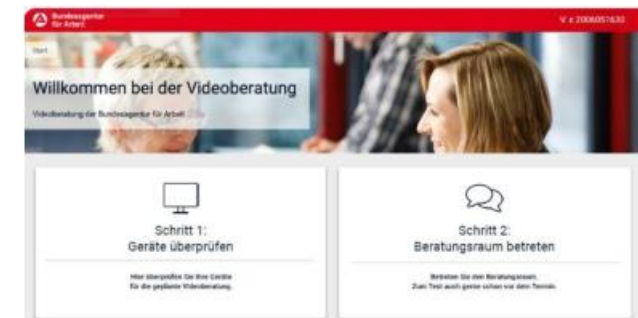 Bundesagentur
für Arbeit
Start
Willkommen bei der Videoberatung
Videoberatung der Bundesagentur für Arbeit
Schritt 1:
Geräte überprüfen
Hier überprüfen Sie Ihre Geräte
für die geplante Videoberatung.
Schritt 2:
Beratungsraum betreten
Betreten Sie den Beratungsraum.
Zum Test auch gerne schon vor dem Termin.